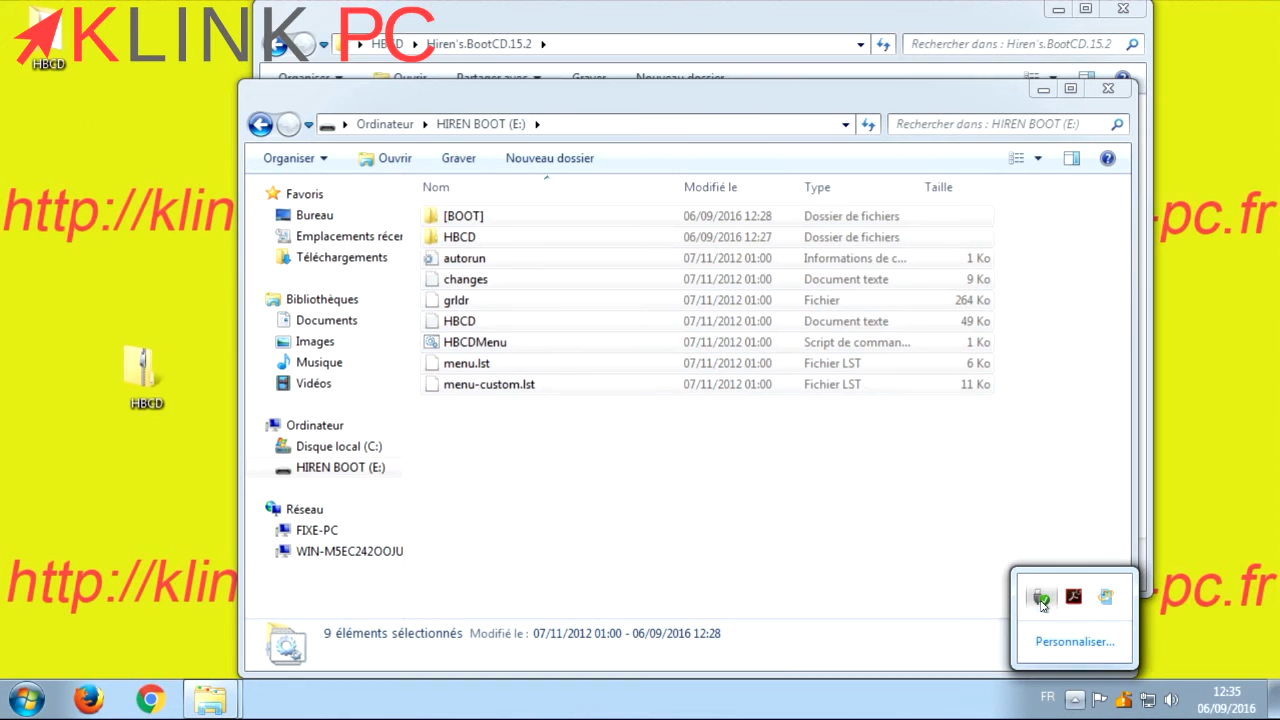 KLINK PC
HBCD
HBCD
Hiren's.BootCD.15.2
Rechercher dans : Hiren's.BootCD.15.2
Organiser
Ouvrir
Partager avec
Graver
Nouveau dossier
Ordinateur
HIREN BOOT (E:)
Rechercher dans : HIREN BOOT (E:)
Organiser
Ouvrir
Graver
Nouveau dossier
Nom
Modifié le
Type
Taille
[BOOT] 06/09/2016 12:28 Dossier de fichiers
HBCD 06/09/2016 12:27 Dossier de fichiers
autorun 07/11/2012 01:00 Informations de c... 1 Ko
changes 07/11/2012 01:00 Document texte 9 Ko
grldr 07/11/2012 01:00 Fichier 264 Ko
HBCD 07/11/2012 01:00 Document texte 49 Ko
HBCDMenu 07/11/2012 01:00 Script de comman... 1 Ko
menu.lst 07/11/2012 01:00 Fichier LST 6 Ko
menu-custom.lst 07/11/2012 01:00 Fichier LST 11 Ko
Favoris
Bureau
Emplacements récer
Téléchargements
Bibliothèques
Documents
Images
Musique
Vidéos
Ordinateur
Disque local (C:)
HIREN BOOT (E:)
Réseau
FIXE-PC
WIN-M5EC242OOJU
9 éléments sélectionnés Modifié le : 07/11/2012 01:00 - 06/09/2016 12:28
Personnaliser...
http://klin
-pc.fr
HBCD
http://klin
-pc.fr
FR
12:35
06/09/2016